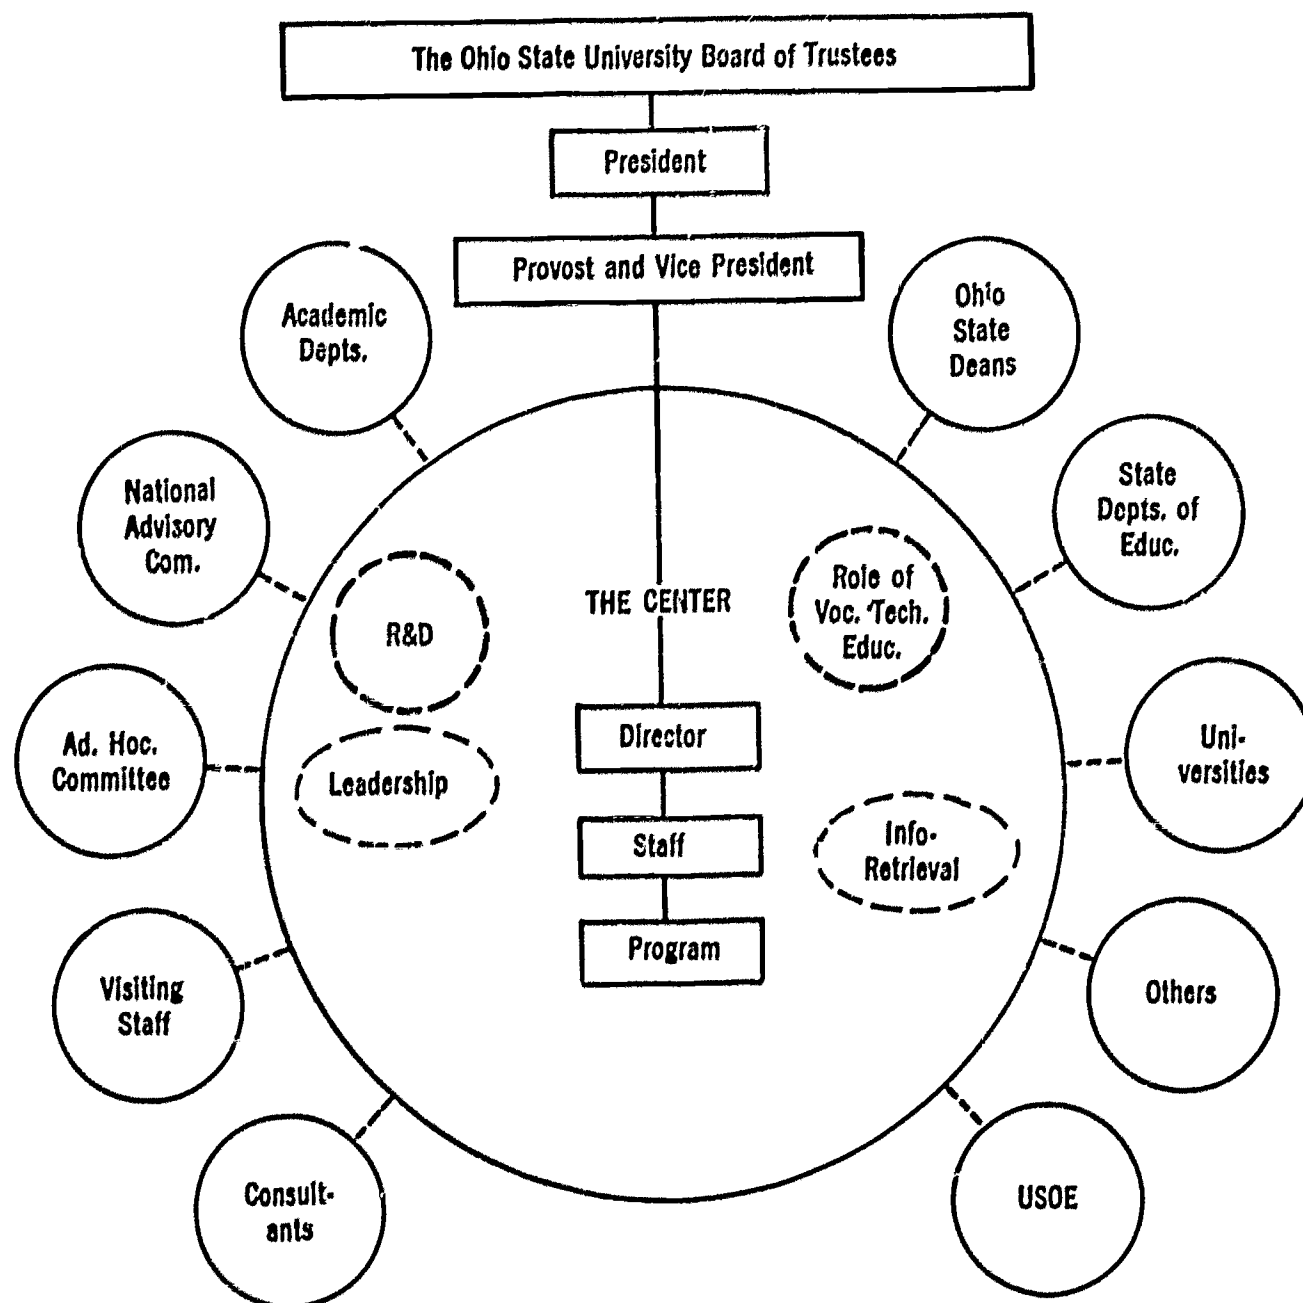 The Ohio State University Board of Trustees
President
Provost and Vice President
Academic
Depts.
Ohio
State
Deans
National
Advisory
Com.
State
Depts. of
Educ.
R&D
THE CENTER
Role of
Voc. Tech.
Educ.
Ad. Hoc.
Committee
Leadership
Director
Uni-
versities
Staff
Info-
Retrieval
Program
Visiting
Staff
Others
Consult-
ants
USOE